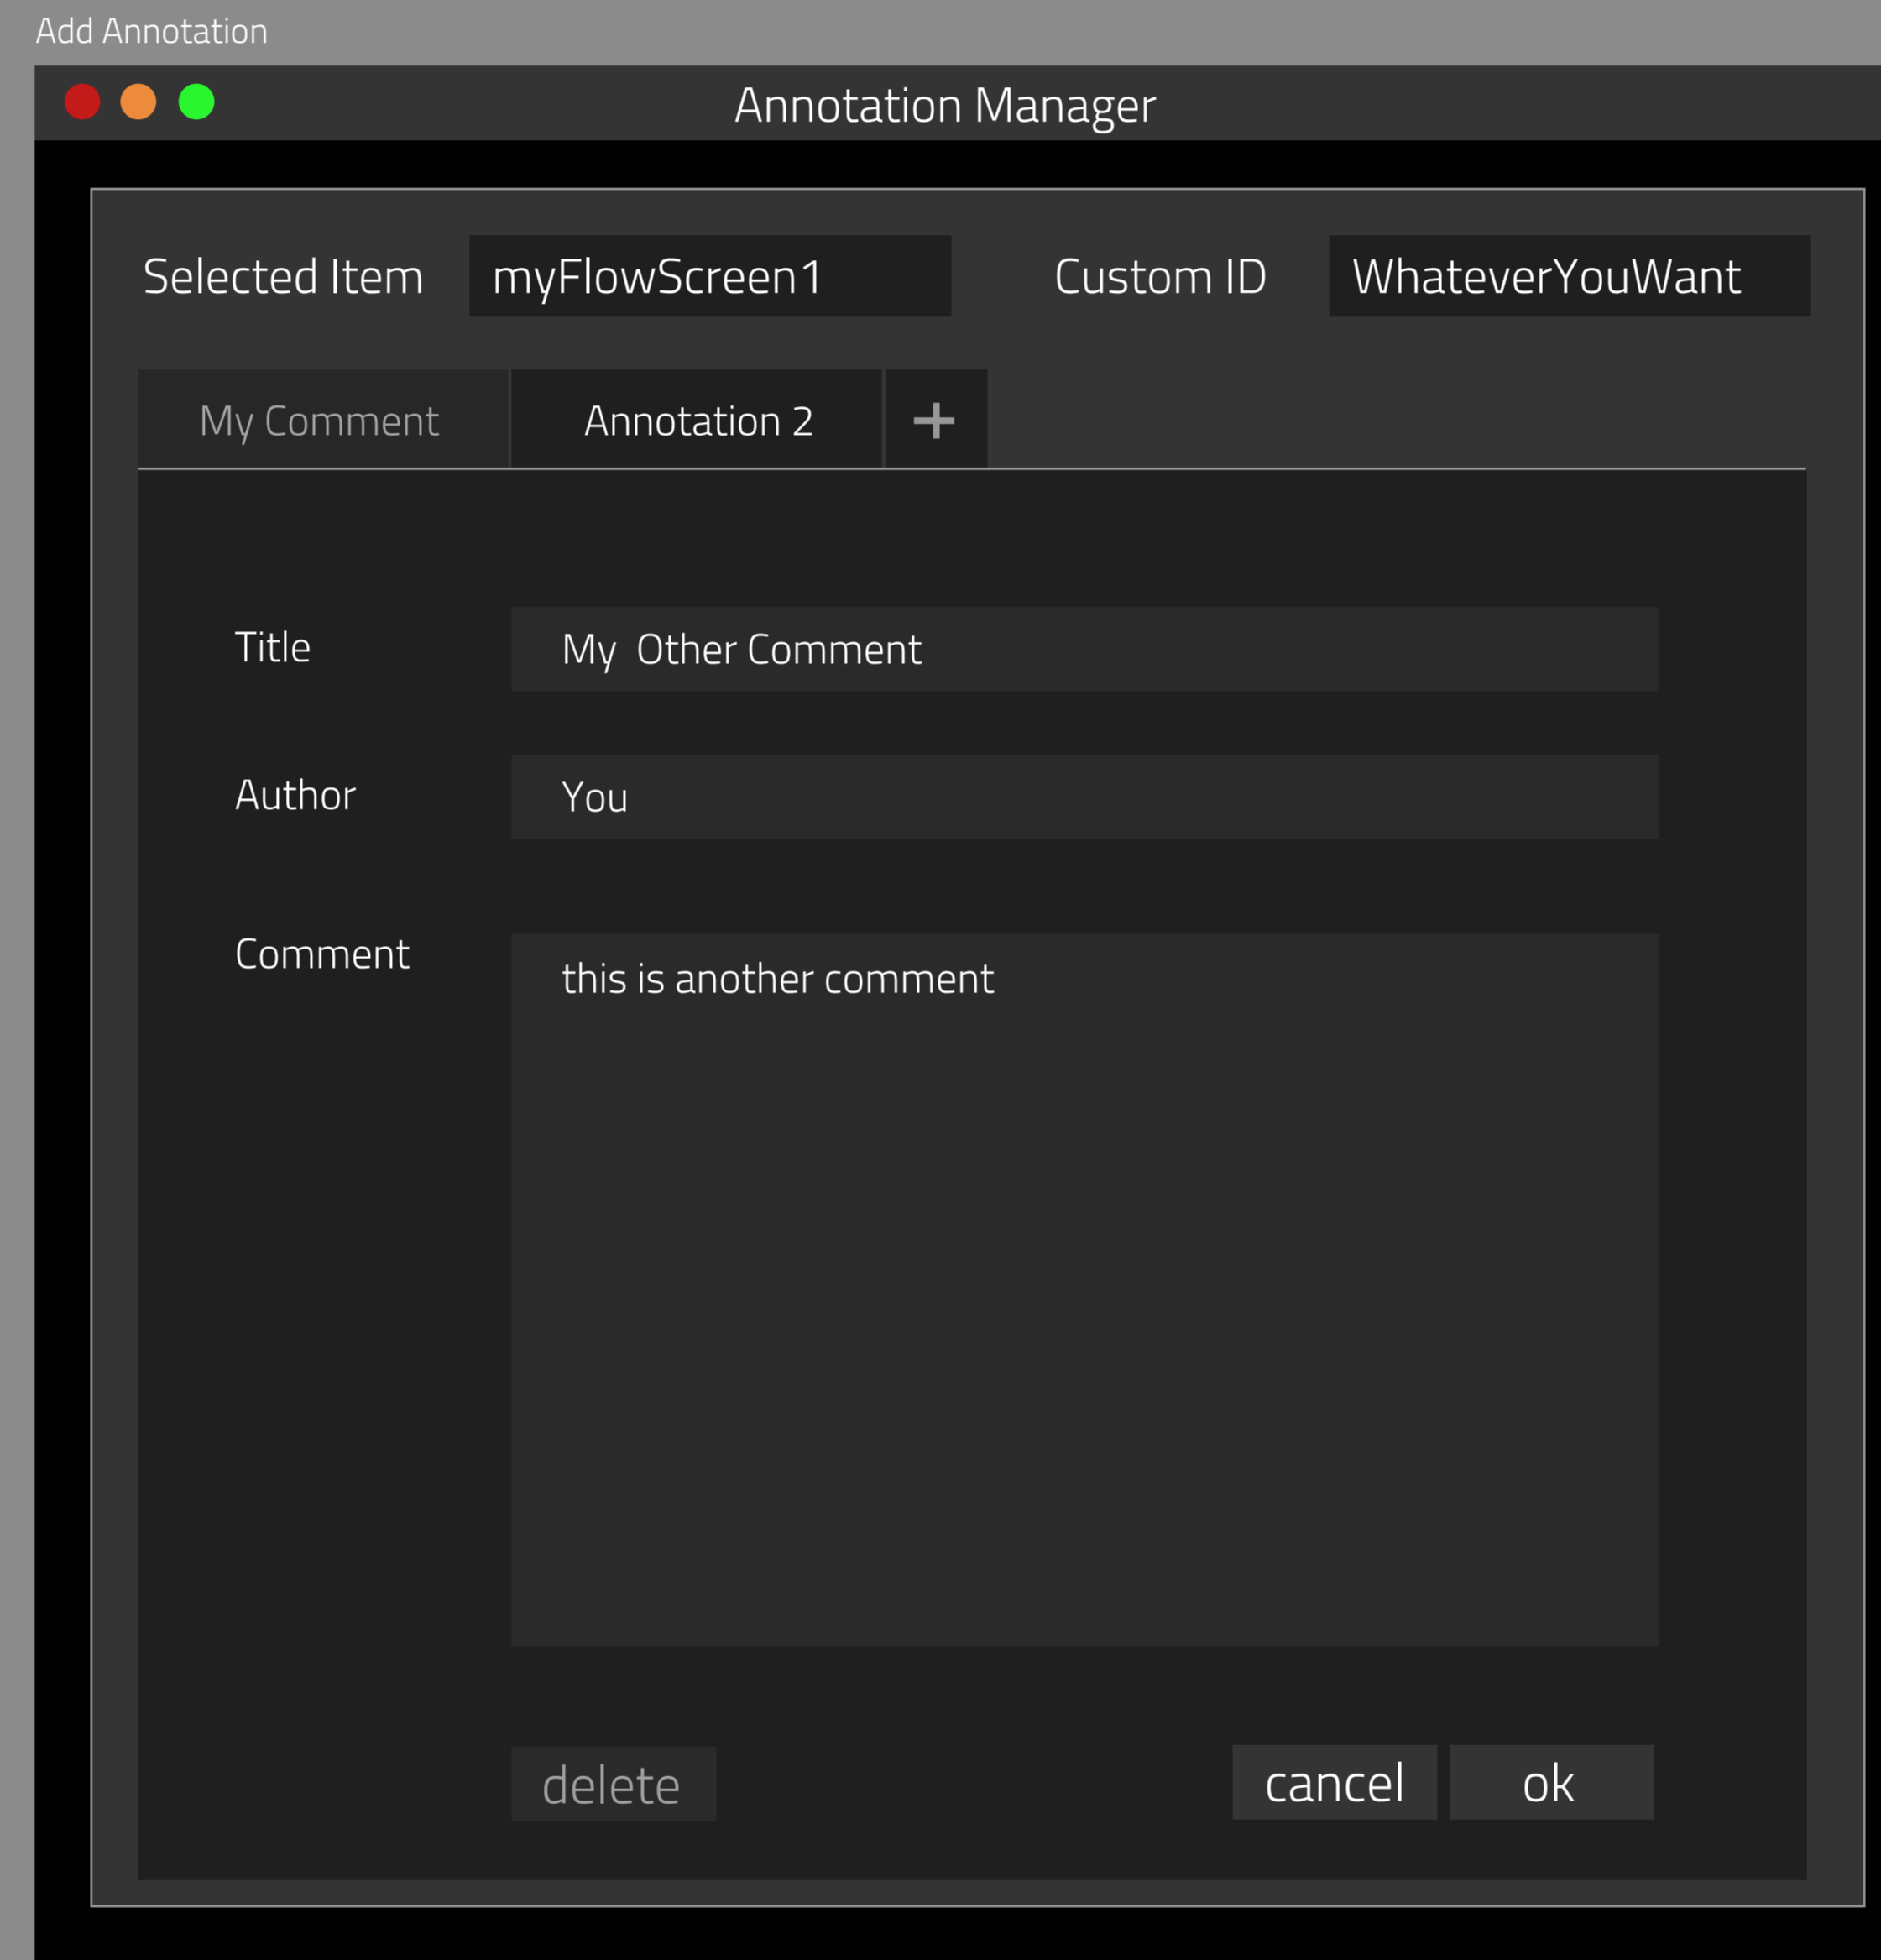 Add Annotation
Annotation Manager
Selected Item myFlowScreen1 Custom ID WhateverYouWant
My Comment Annotation 2 +
Title My  Other Comment
Author You
Comment this is another comment
delete cancel ok